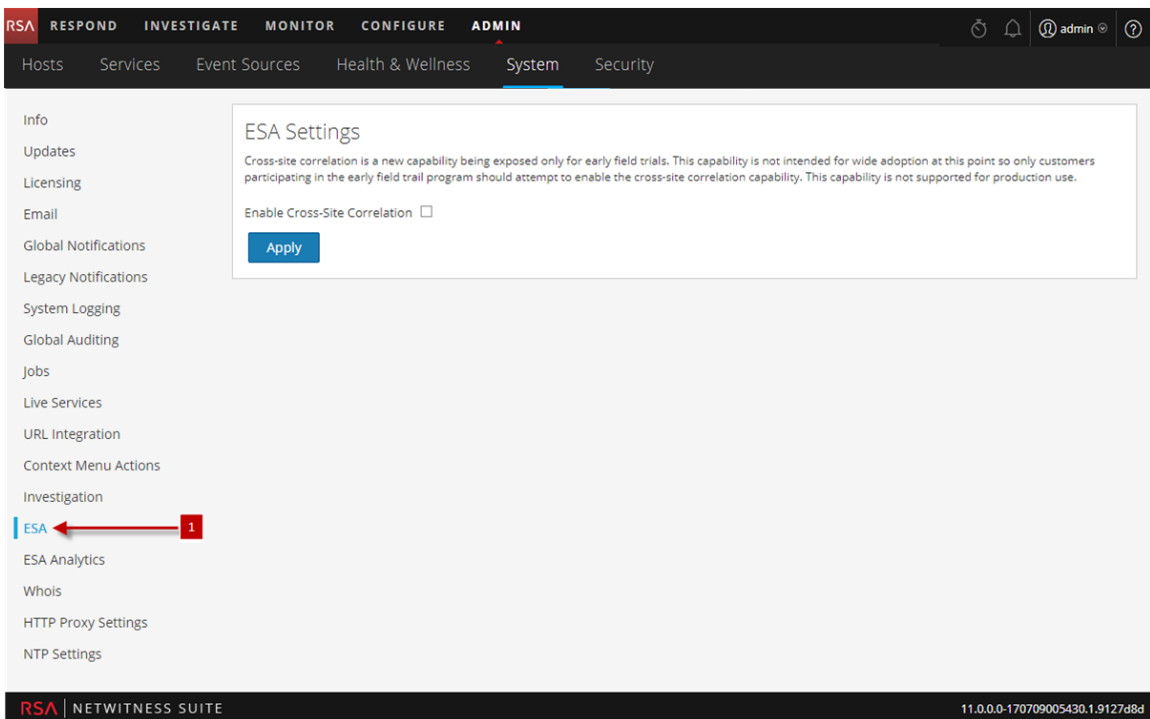 RSA RESPOND INVESTIGATE MONITOR CONFIGURE ADMIN admin ?
Hosts Services Event Sources Health & Wellness System Security
Info
Updates
Licensing
Email
Global Notifications
Legacy Notifications
System Logging
Global Auditing
Jobs
Live Services
URL Integration
Context Menu Actions
Investigation
ESA 1
ESA Analytics
Whois
HTTP Proxy Settings
NTP Settings
ESA Settings
Cross-site correlation is a new capability being exposed only for early field trials. This capability is not intended for wide adoption at this point so only customers
participating in the early field trail program should attempt to enable the cross-site correlation capability. This capability is not supported for production use.
Enable Cross-Site Correlation
Apply
RSA NETWITNESS SUITE 11.0.0.0-170709005430.1.9127d8d